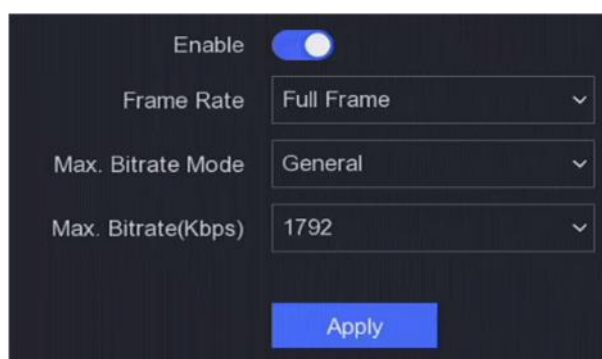 Enable
Frame Rate Full Frame
Max. Bitrate Mode General
Max. Bitrate(Kbps) 1792
Apply